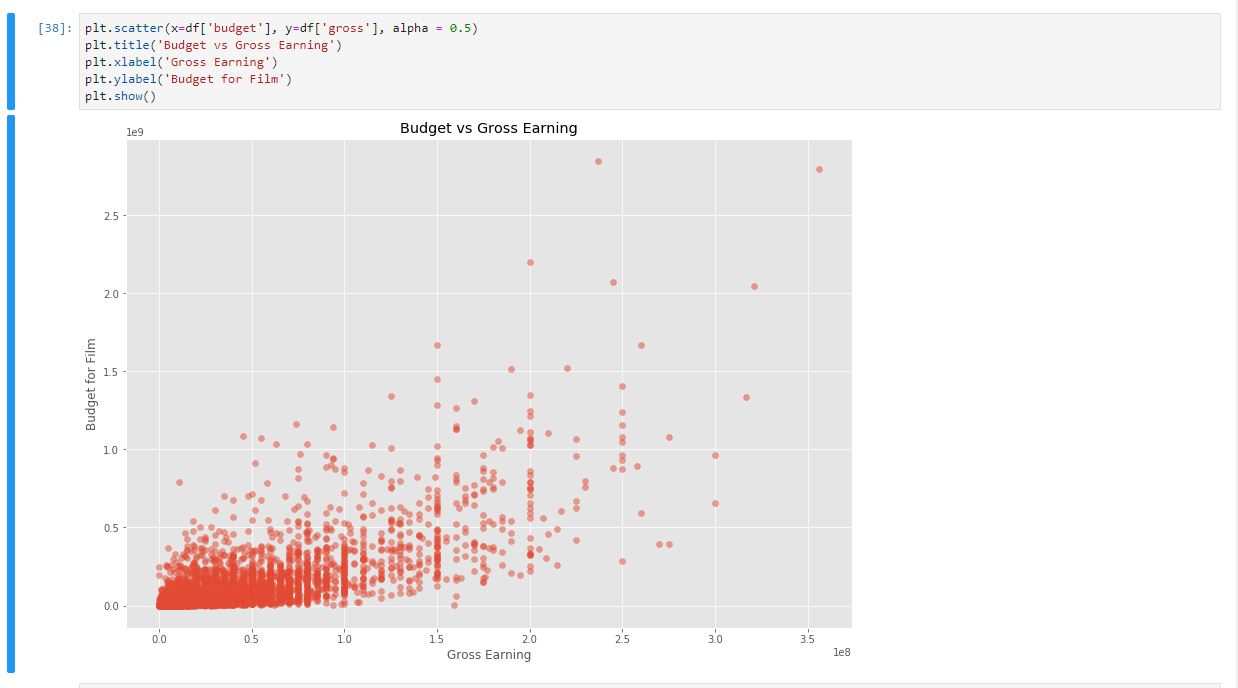 [38]: plt.scatter(x=df['budget'], y=df['gross'], alpha = 0.5)
plt.title('Budget vs Gross Earning')
plt.xlabel('Gross Earning')
plt.ylabel('Budget for Film')
plt.show()
Budget vs Gross Earning
1e9
2.5
2.0
1.5
1.0
0.5
0.0
Budget for Film
0.0 0.5 1.0 1.5 2.0 2.5 3.0 3.5
1e8
Gross Earning